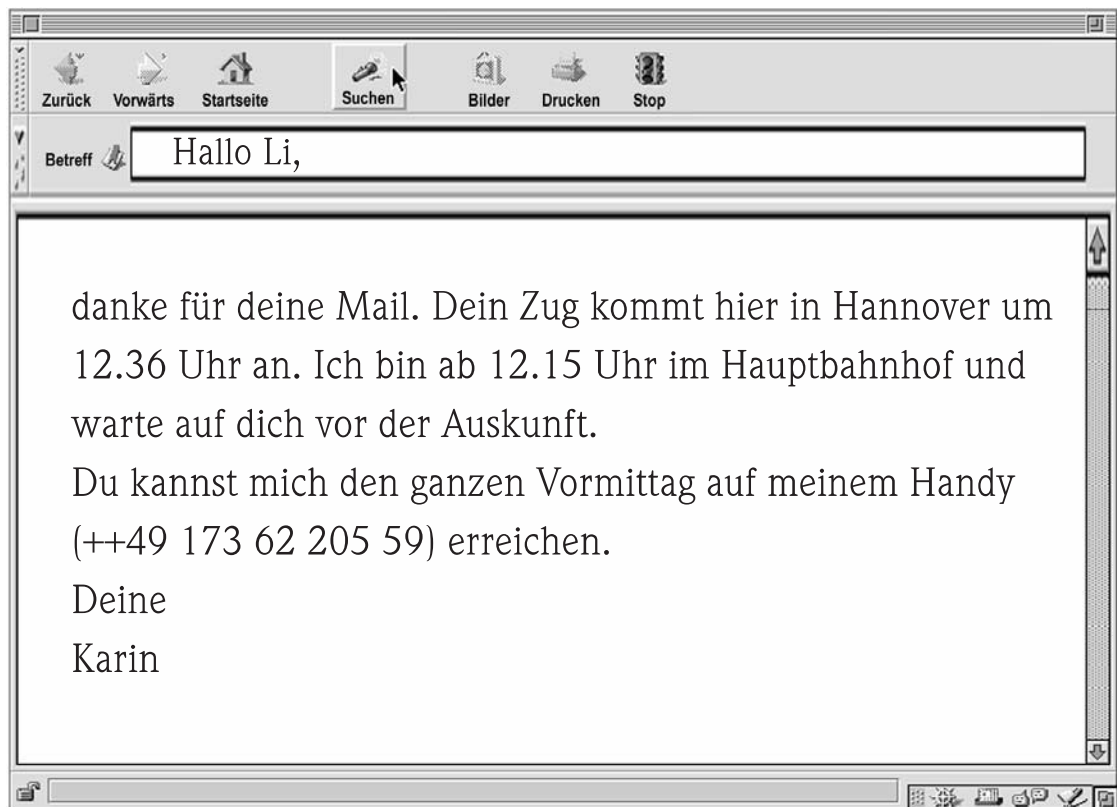 Zurück Vorwärts Startseite Suchen Bilder Drucken Stop
Betreff Hallo Li,
danke für deine Mail. Dein Zug kommt hier in Hannover um
12.36 Uhr an. Ich bin ab 12.15 Uhr im Hauptbahnhof und
warte auf dich vor der Auskunft.
Du kannst mich den ganzen Vormittag auf meinem Handy
(++49 173 62 205 59) erreichen.
Deine
Karin